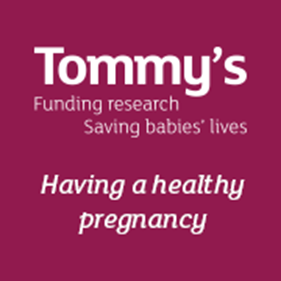 Tommy's
Funding research
Saving babies' lives
Having a healthy
pregnancy